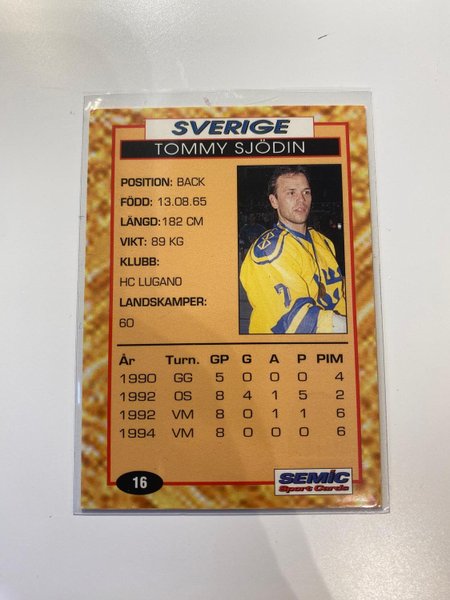 SVERIGE
TOMMY SJÖDIN
POSITION: BACK
FÖDD: 13.08.65
LÄNGD:182 CM
VIKT: 89 KG
KLUBB:
HC LUGANO
LANDSKAMPER:
60
7
År Turn. GP G A P PIM
1990 GG 5 0 0 0 4
1992 OS 8 4 1 5 2
1992 VM 8 0 1 1 6
1994 VM 8 0 0 0 6
16
SEMIC
Sport Cards